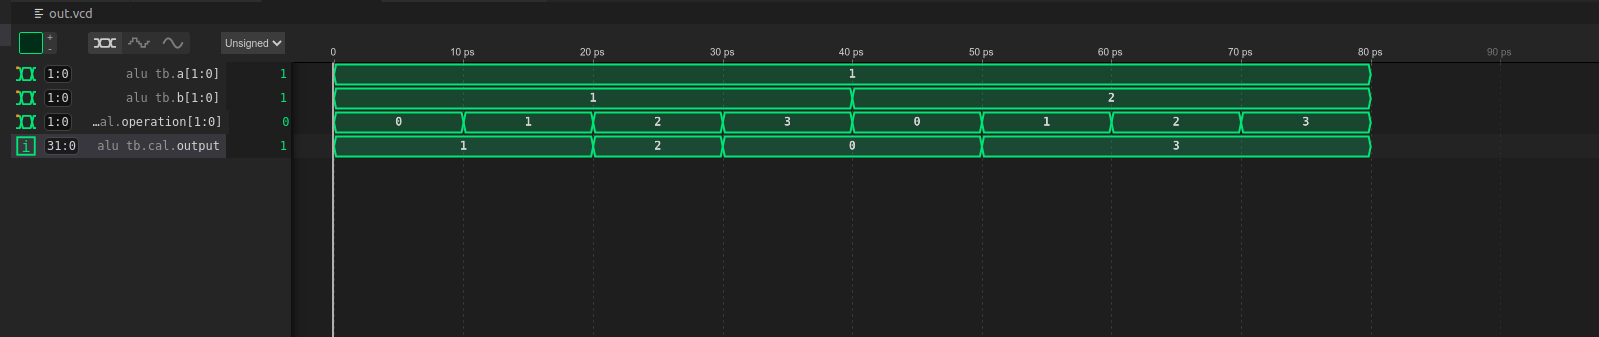 out.vcd
+
-
Unsigned
0 10 ps 20 ps 30 ps 40 ps 50 ps 60 ps 70 ps 80 ps 90 ps
1:0 alu tb.a[1:0] 1 1
1:0 alu tb.b[1:0] 1 1 2
1:0 …al.operation[1:0] 0 0 1 2 3 0 1 2 3
i 31:0 alu tb.cal.output 1 1 2 0 3